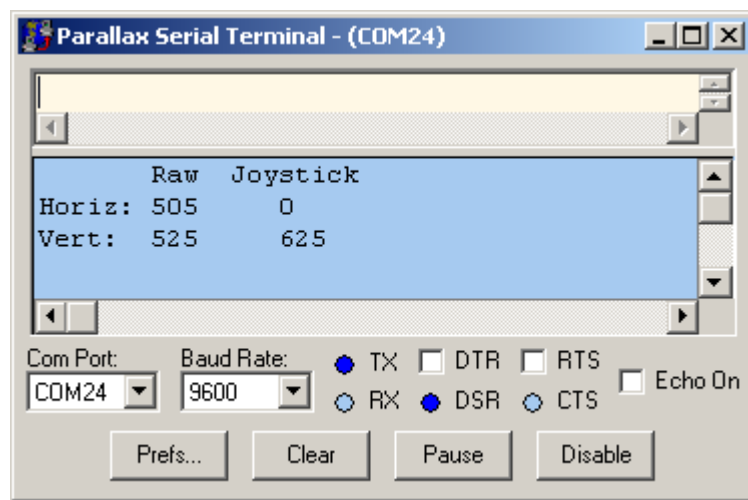 Parallax Serial Terminal - (COM24)
Raw Joystick
Horiz: 505 0
Vert: 525 625
Com Port: Baud Rate: TX DTR RTS
COM24 9600 RX DSR CTS Echo On
Prefs... Clear Pause Disable